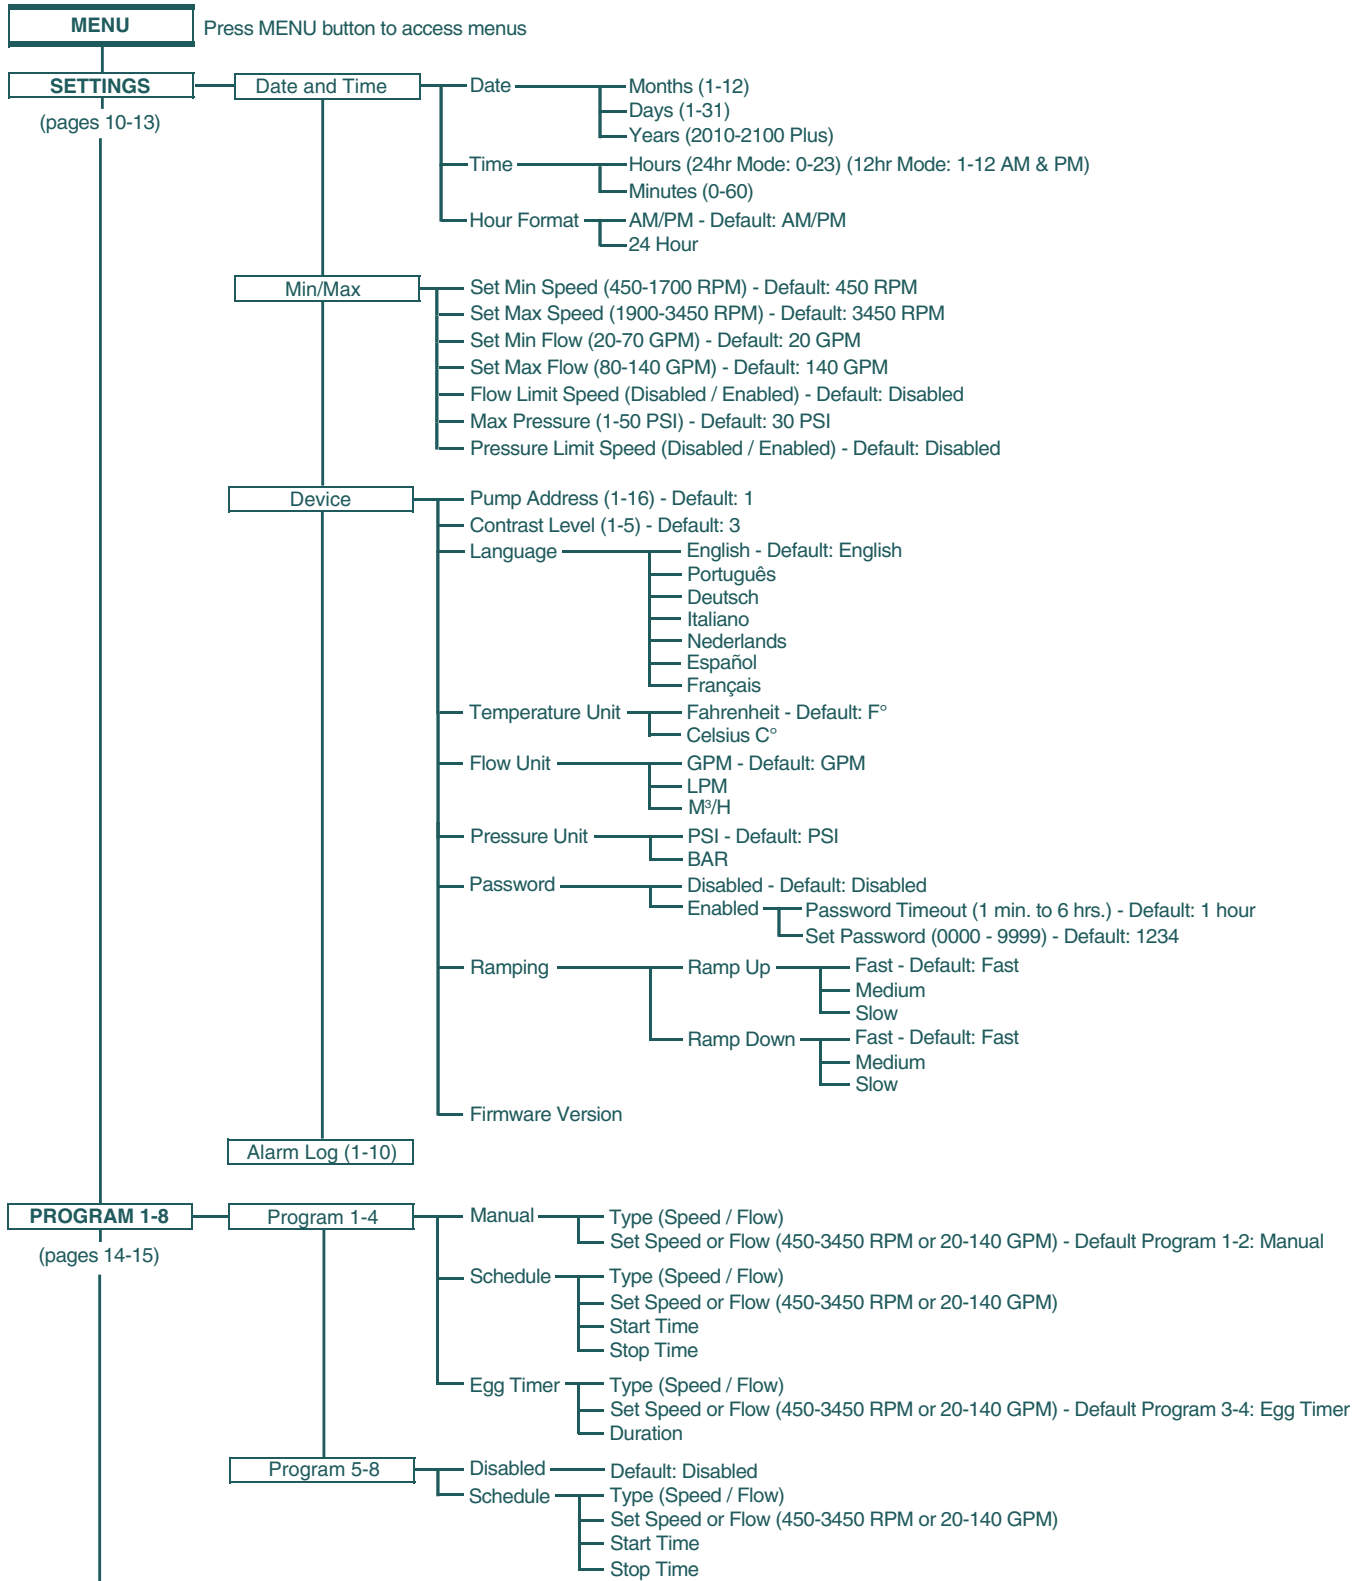 MENU Press MENU button to access menus
SETTINGS Date and Time Date Months (1-12)
Days (1-31)
(pages 10-13)
Years (2010-2100 Plus)
Time Hours (24hr Mode: 0-23) (12hr Mode: 1-12 AM & PM)
Minutes (0-60)
Hour Format AM/PM - Default: AM/PM
24 Hour
Min/Max Set Min Speed (450-1700 RPM) - Default: 450 RPM
Set Max Speed (1900-3450 RPM) - Default: 3450 RPM
Set Min Flow (20-70 GPM) - Default: 20 GPM
Set Max Flow (80-140 GPM) - Default: 140 GPM
Flow Limit Speed (Disabled / Enabled) - Default: Disabled
Max Pressure (1-50 PSI) - Default: 30 PSI
Pressure Limit Speed (Disabled / Enabled) - Default: Disabled
Device Pump Address (1-16) - Default: 1
Contrast Level (1-5) - Default: 3
Language English - Default: English
Português
Deutsch
Italiano
Nederlands
Español
Français
Temperature Unit Fahrenheit - Default: F°
Celsius C°
Flow Unit GPM - Default: GPM
LPM
M³/H
Pressure Unit PSI - Default: PSI
BAR
Password Disabled - Default: Disabled
Enabled Password Timeout (1 min. to 6 hrs.) - Default: 1 hour
Set Password (0000 - 9999) - Default: 1234
Ramping Ramp Up Fast - Default: Fast
Medium
Slow
Ramp Down Fast - Default: Fast
Medium
Slow
Firmware Version
Alarm Log (1-10)
PROGRAM 1-8 Program 1-4 Manual Type (Speed / Flow)
Set Speed or Flow (450-3450 RPM or 20-140 GPM) - Default Program 1-2: Manual
(pages 14-15)
Schedule Type (Speed / Flow)
Set Speed or Flow (450-3450 RPM or 20-140 GPM)
Start Time
Stop Time
Egg Timer Type (Speed / Flow)
Set Speed or Flow (450-3450 RPM or 20-140 GPM) - Default Program 3-4: Egg Timer
Duration
Program 5-8 Disabled Default: Disabled
Schedule Type (Speed / Flow)
Set Speed or Flow (450-3450 RPM or 20-140 GPM)
Start Time
Stop Time